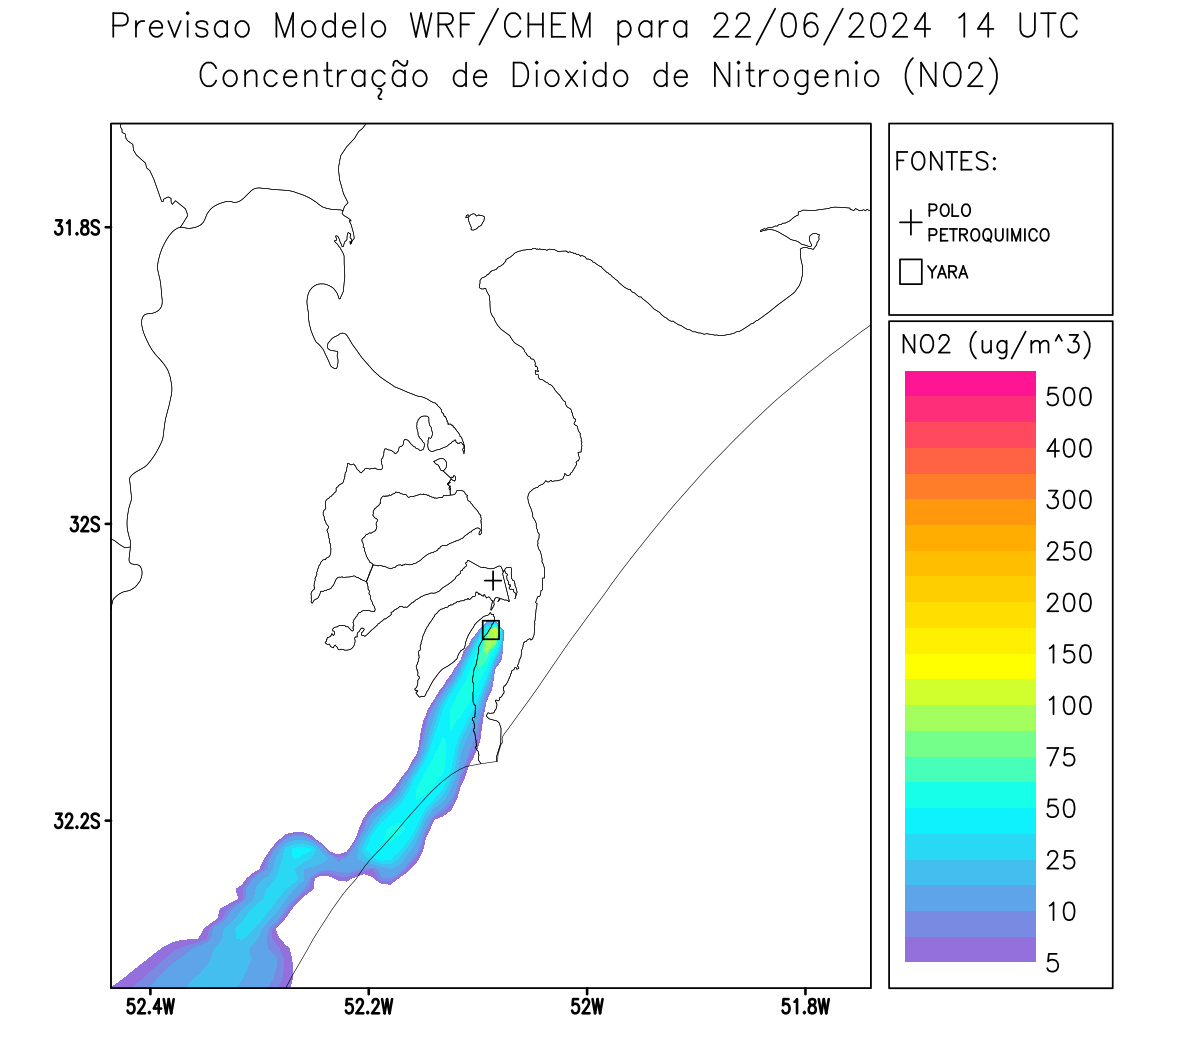 Previsao Modelo WRF/CHEM para 22/06/2024 14 UTC
Concentração de Dioxido de Nitrogenio (NO2)
FONTES:
POLO
PETROQUIMICO
YARA
NO2 (ug/m^3)
500
400
300
250
200
150
100
75
50
25
10
5
31.8S
32S
32.2S
52.4W
52.2W
52W
51.8W